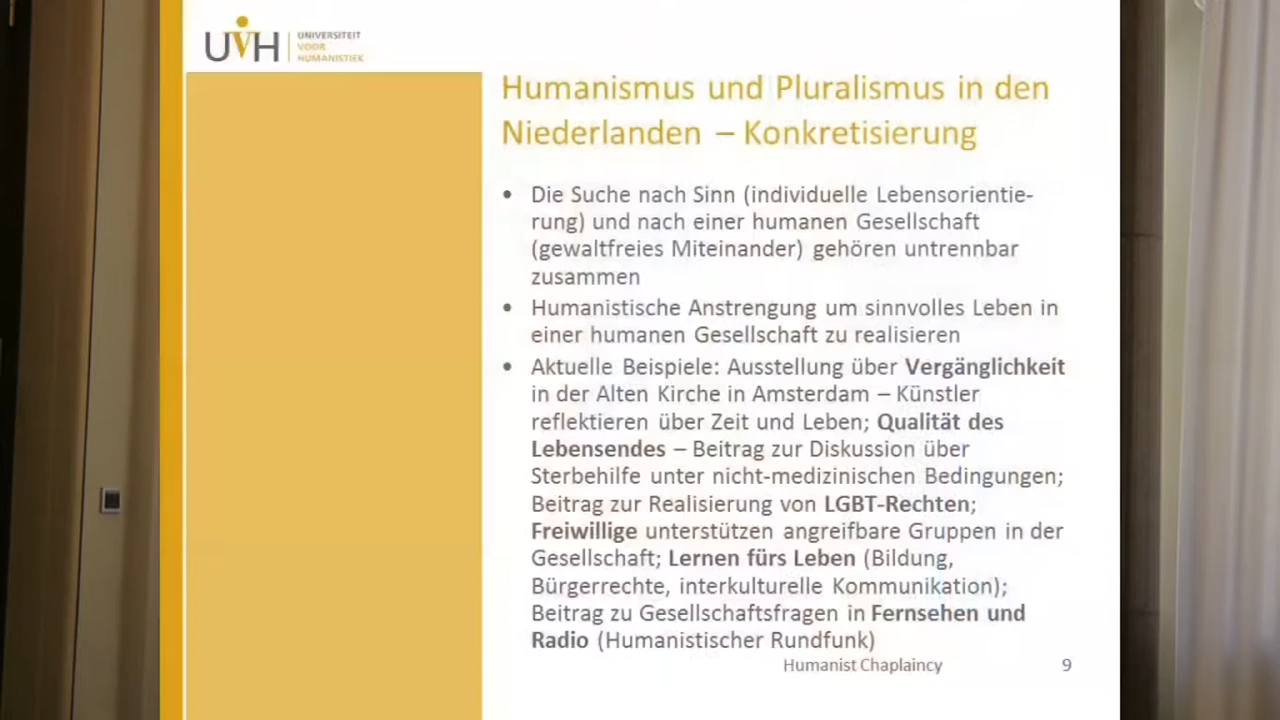 UVH
UNIVERSITEIT
VOOR
HUMANISTIEK
Humanismus und Pluralismus in den
Niederlanden – Konkretisierung
• Die Suche nach Sinn (individuelle Lebensorientie-
rung) und nach einer humanen Gesellschaft
(gewaltfreies Miteinander) gehören untrennbar
zusammen
• Humanistische Anstrengung um sinnvolles Leben in
einer humanen Gesellschaft zu realisieren
• Aktuelle Beispiele: Ausstellung über Vergänglichkeit
in der Alten Kirche in Amsterdam – Künstler
reflektieren über Zeit und Leben; Qualität des
Lebensendes – Beitrag zur Diskussion über
Sterbehilfe unter nicht-medizinischen Bedingungen;
Beitrag zur Realisierung von LGBT-Rechten;
Freiwillige unterstützen angreifbare Gruppen in der
Gesellschaft; Lernen fürs Leben (Bildung,
Bürgerrechte, interkulturelle Kommunikation);
Beitrag zu Gesellschaftsfragen in Fernsehen und
Radio (Humanistischer Rundfunk)
Humanist Chaplaincy 9